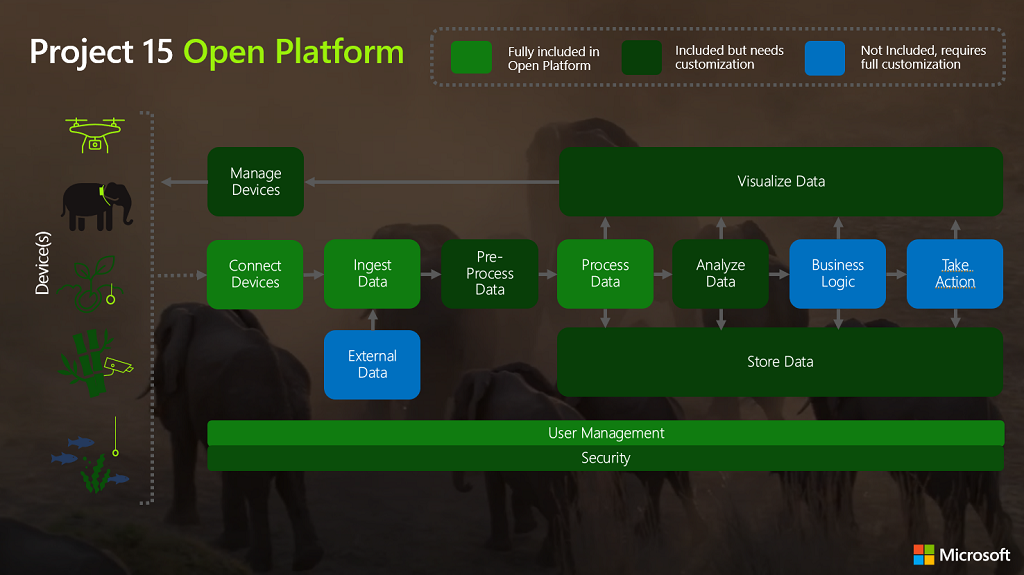 Project 15 Open Platform
Fully included in
Open Platform
Included but needs
customization
Not Included, requires
full customization
Device(s)
Manage
Devices
Visualize Data
Connect
Devices
Ingest
Data
Pre-
Process
Data
Process
Data
Analyze
Data
Business
Logic
Take
Action
External
Data
Store Data
User Management
Security
Microsoft